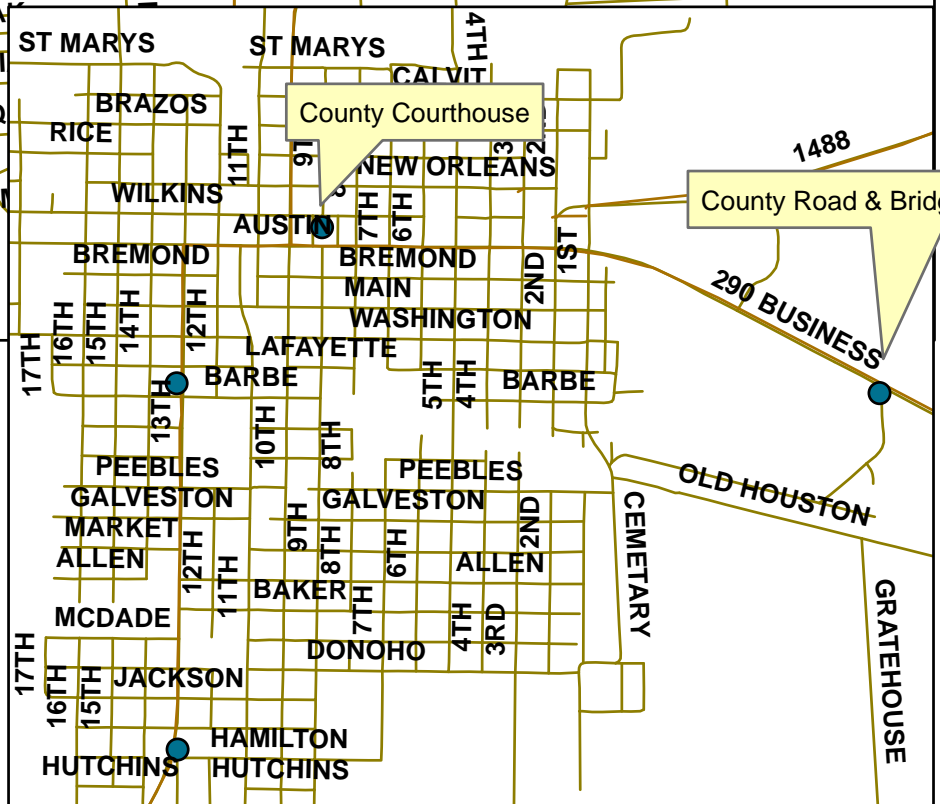 ST MARYS
ST MARYS
4TH
CALVIT
BRAZOS
County Courthouse
RICE
11TH
NEW ORLEANS
1488
WILKINS
7TH
6TH
County Road &
AUSTIN
1ST
BREMOND
BREMOND
2ND
MAIN
290 BUSINESS
16TH
15TH
14TH
12TH
WASHINGTON
17TH
LAFAYETTE
BARBE
5TH
4TH
BARBE
13TH
10TH
8TH
PEEBLES
PEEBLES
OLD HOUSTON
GALVESTON
GALVESTON
MARKET
9TH
2ND
CEMETARY
12TH
11TH
8TH
6TH
ALLEN
ALLEN
BAKER
7TH
4TH
3RD
GRATEHOUSE
MCDADE
DONOHO
17TH
16TH
15TH
JACKSON
HAMILTON
HUTCHINS
HUTCHINS